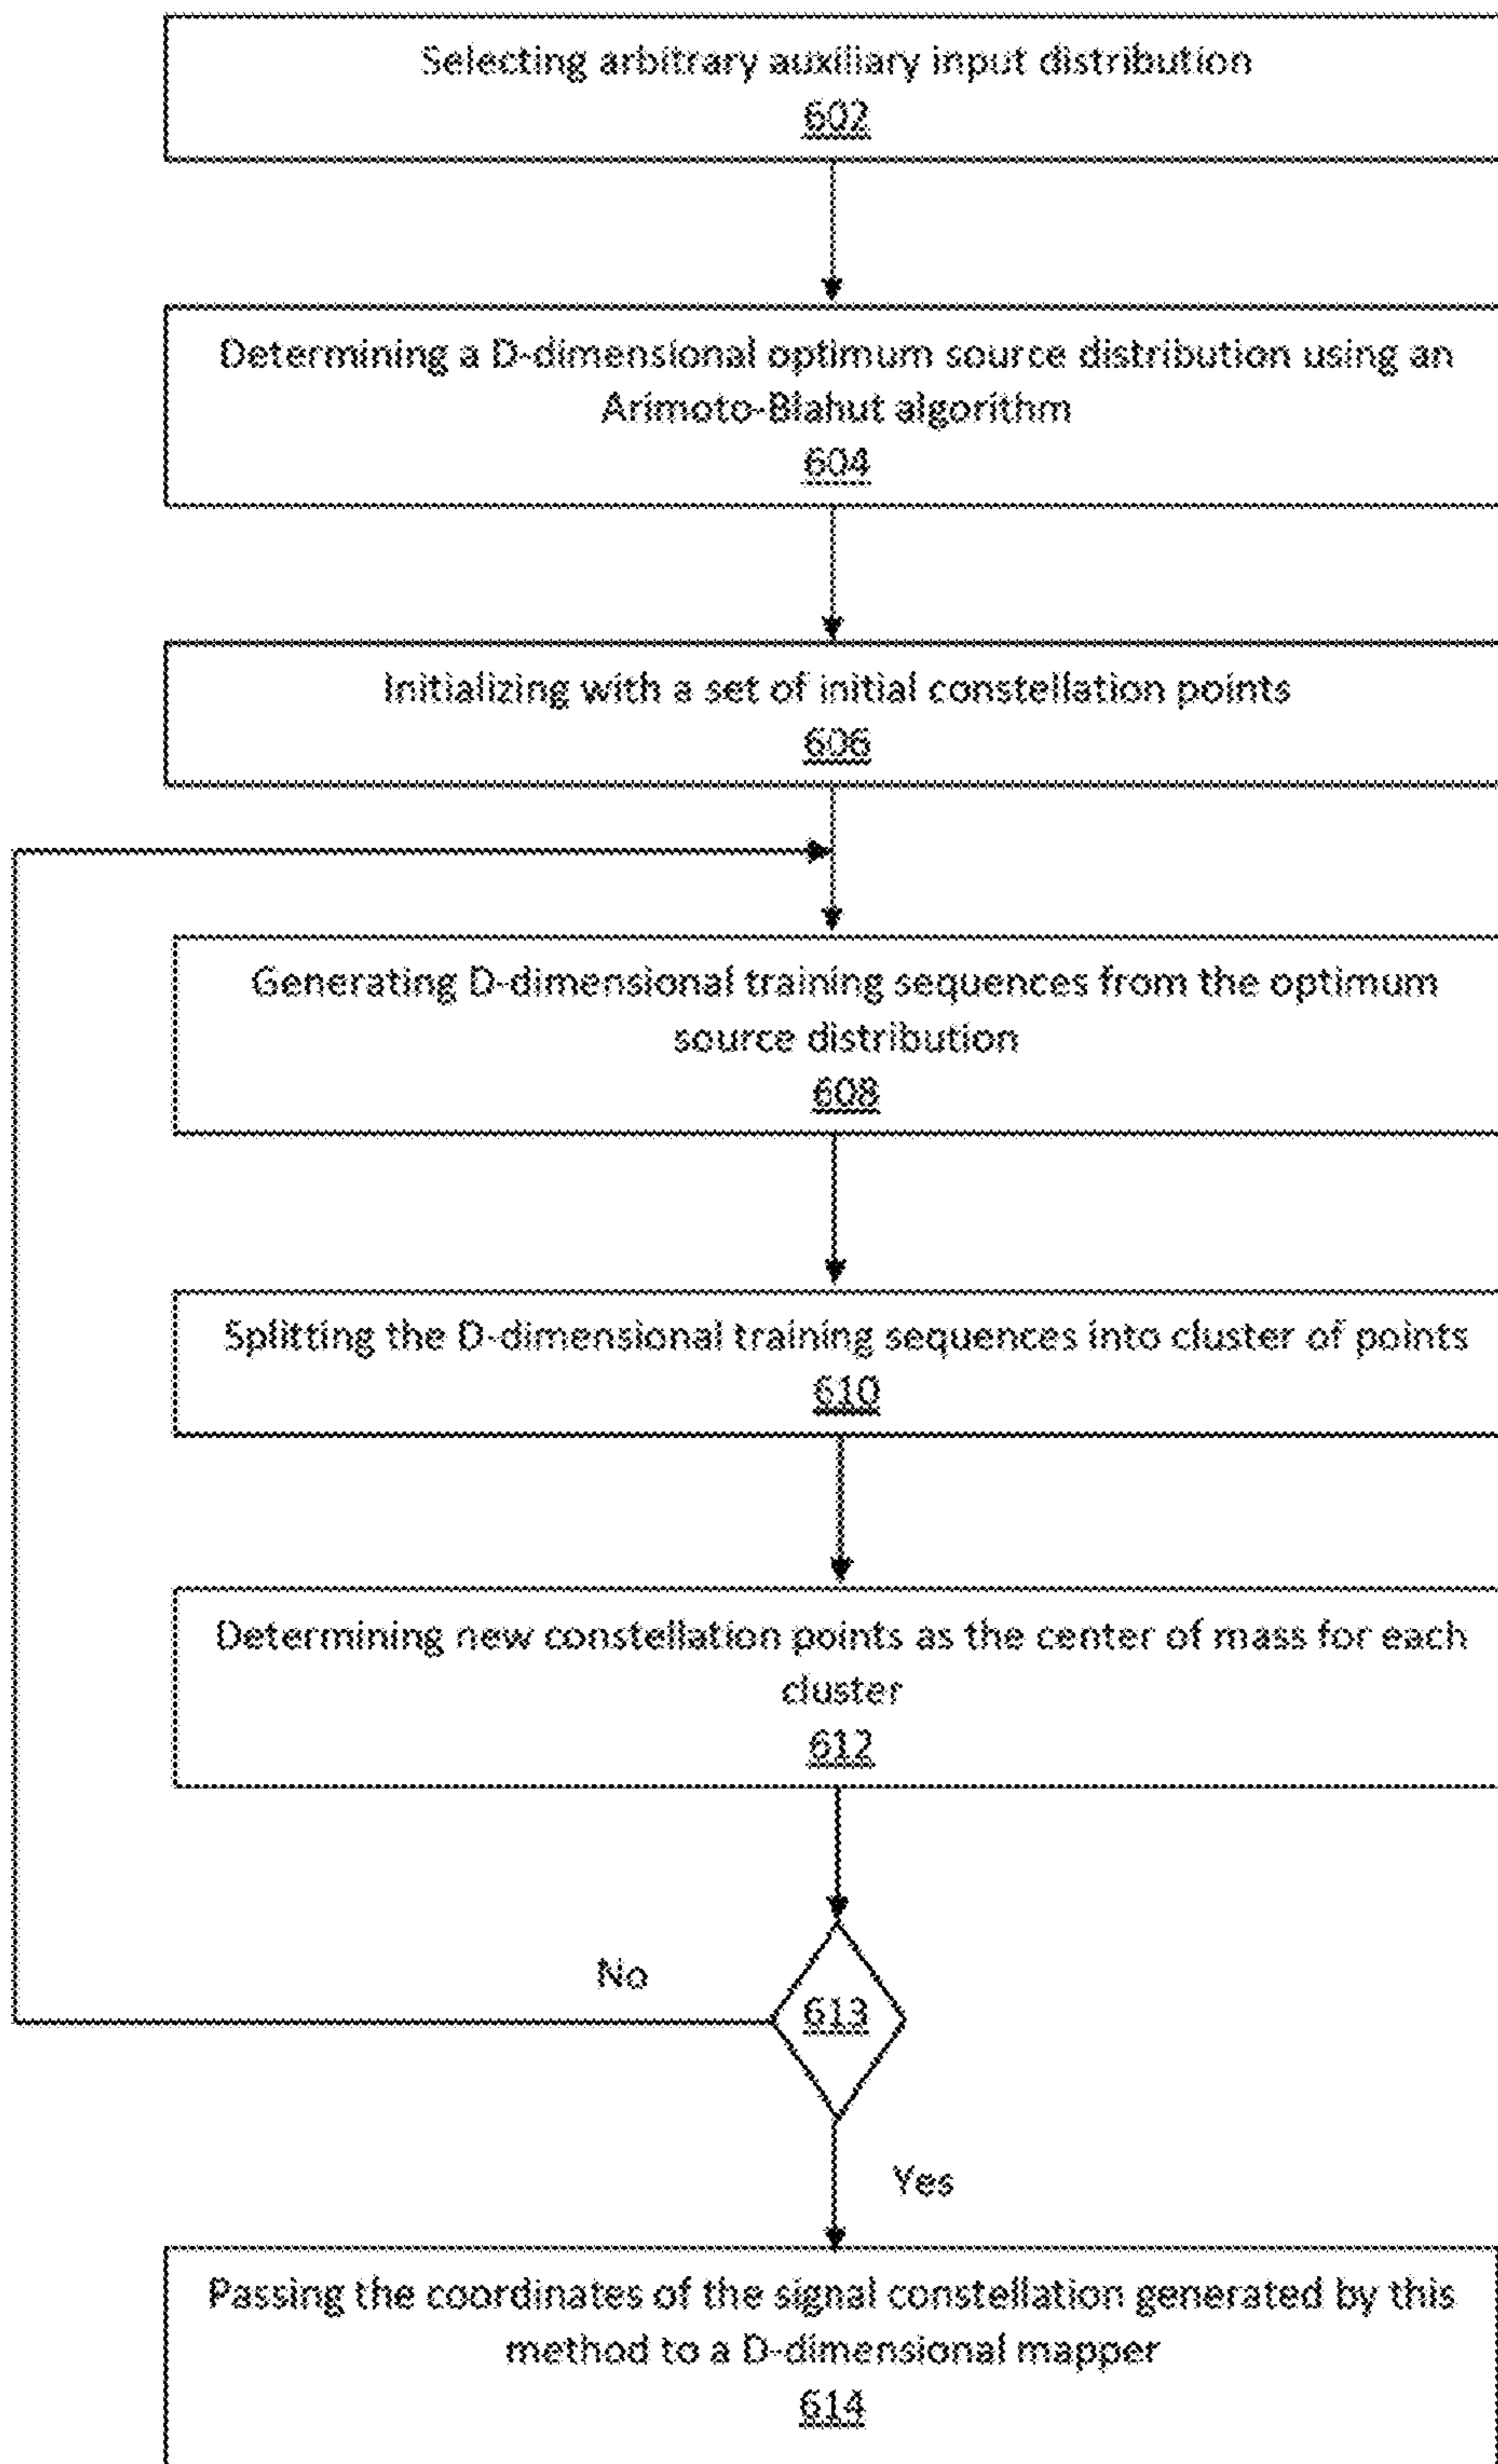 Selecting arbitrary auxiliary input distribution
602
Determining a D-dimensional optimum source distribution using an
Arimoto-Blahut algorithm
604
Initializing with a set of initial constellation points
606
Generating D-dimensional training sequences from the optimum
source distribution
608
Splitting the D-dimensional training sequences into cluster of points
610
Determining new constellation points as the center of mass for each
cluster
612
No
613
Yes
Passing the coordinates of the signal constellation generated by this
method to a D-dimensional mapper
614